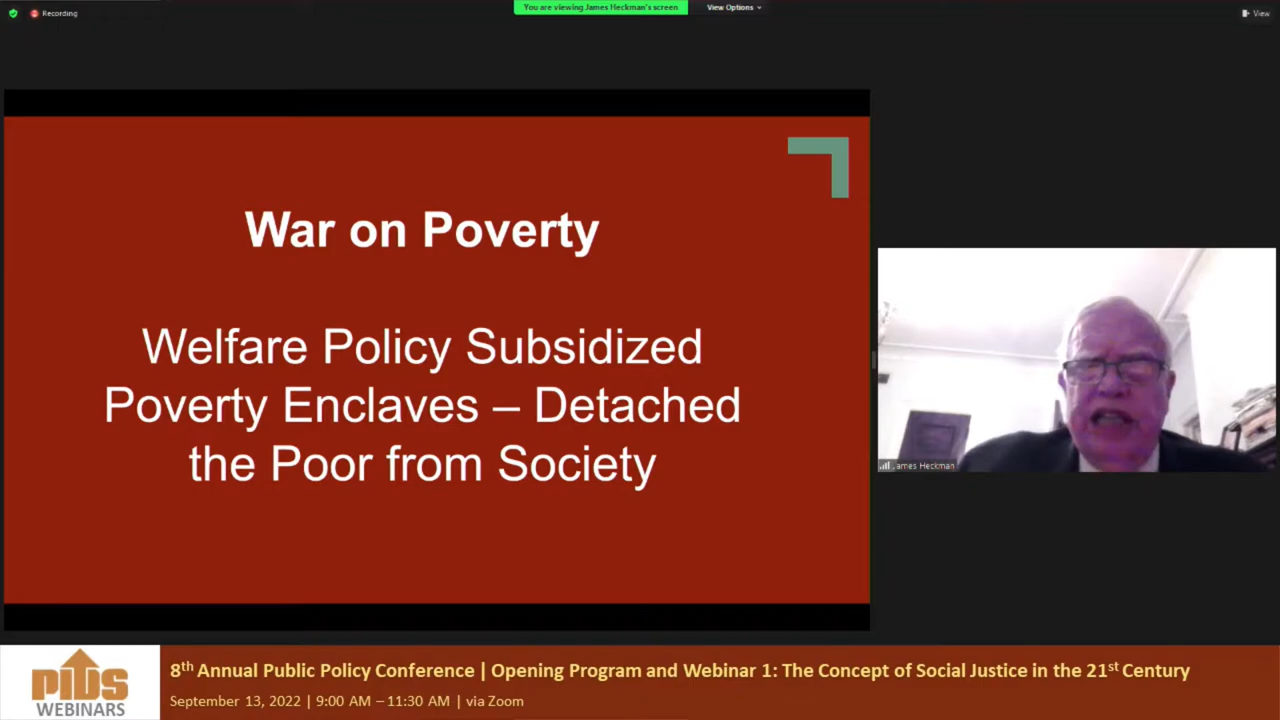 Recording
You are viewing James Heckman's screen
View Options
View
War on Poverty
Welfare Policy Subsidized
Poverty Enclaves – Detached
the Poor from Society
James Heckman
PIDS
WEBINARS
8th Annual Public Policy Conference | Opening Program and Webinar 1: The Concept of Social Justice in the 21st Century
September 13, 2022 | 9:00 AM – 11:30 AM | via Zoom